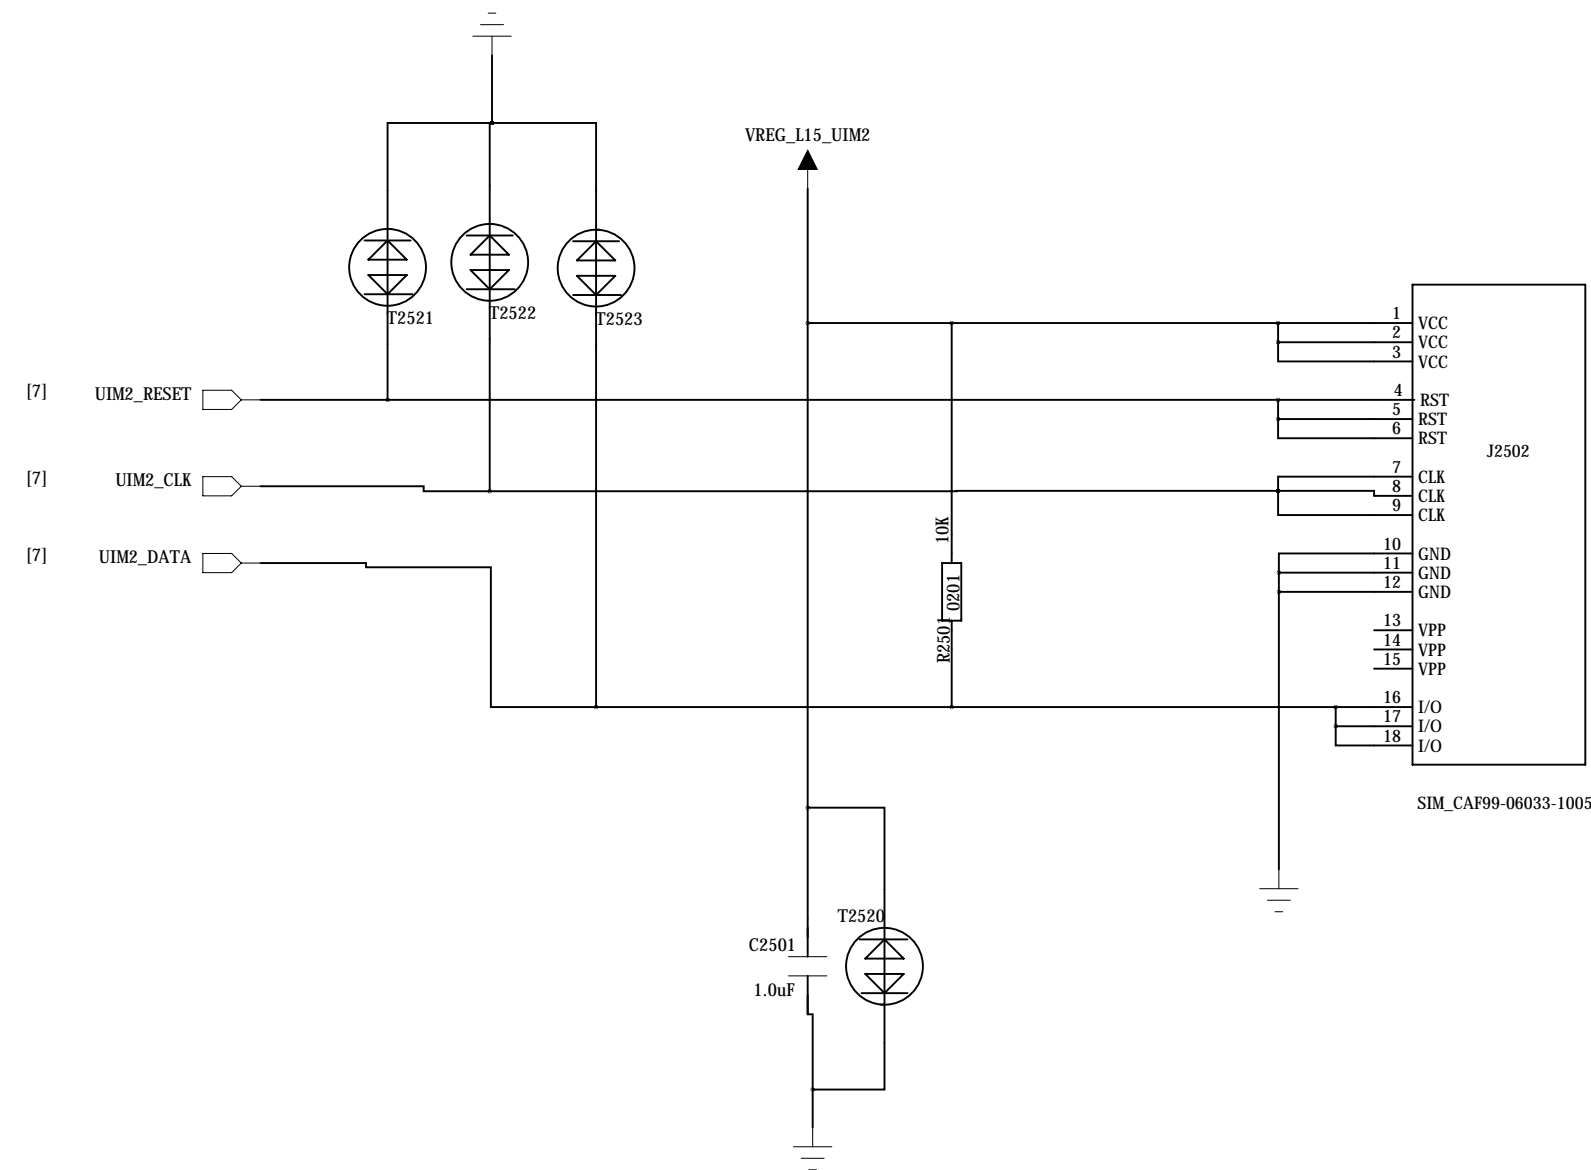 VREG_L15_UIM2
T2521
T2522
T2523
[7] UIM2_RESET
[7] UIM2_CLK
[7] UIM2_DATA
10K
0201
R2501
1 VCC
2 VCC
3 VCC
4 RST
5 RST
6 RST
J2502
7 CLK
8 CLK
9 CLK
10 GND
11 GND
12 GND
13 VPP
14 VPP
15 VPP
16 I/O
17 I/O
18 I/O
SIM_CAF99-06033-1005
T2520
C2501
1.0uF